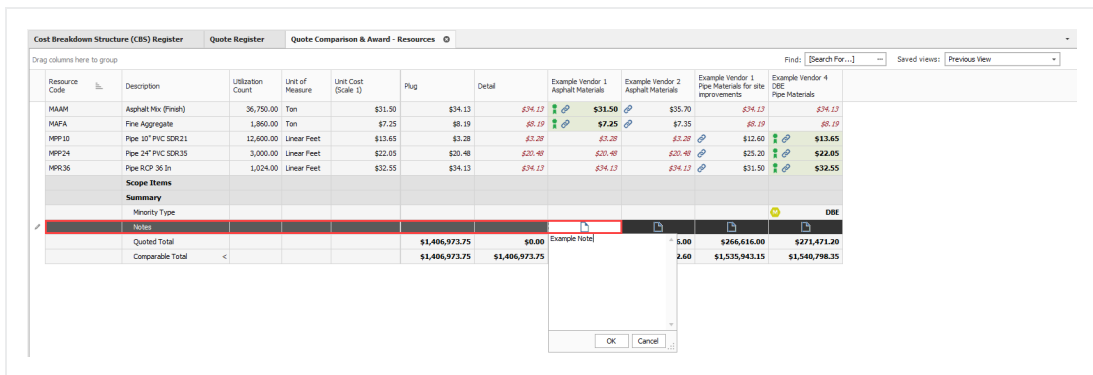 Cost Breakdown Structure (CBS) Register Quote Register Quote Comparison & Award - Resources
Drag columns here to group Find: [Search For...] ... Saved views: Previous View
Resource Code Description Utilization Count Unit of Measure Unit Cost (Scale 1) Plug Detail Example Vendor 1 Asphalt Materials Example Vendor 2 Asphalt Materials Example Vendor 1 Pipe Materials for site improvements Example Vendor 4 DBE Pipe Materials
MAAM Asphalt Mix (Finish) 36,750.00 Ton $31.50 $34.13 $34.13 $31.50 $35.70 $34.13 $34.13
MAFA Fine Aggregate 1,860.00 Ton $7.25 $8.19 $8.19 $7.25 $7.35 $8.19 $8.19
MPP10 Pipe 10" PVC SDR21 12,600.00 Linear Feet $13.65 $3.28 $3.28 $3.28 $3.28 $12.60 $13.65
MPP24 Pipe 24" PVC SDR35 3,000.00 Linear Feet $22.05 $20.48 $20.48 $20.48 $20.48 $25.20 $22.05
MPR36 Pipe RCP 36 In 1,024.00 Linear Feet $32.55 $34.13 $34.13 $34.13 $34.13 $31.50 $32.55
Scope Items
Summary
Minority Type M DBE
Notes
Quoted Total $1,406,973.75 $0.00 6.00 $266,616.00 $271,471.20
Example Note
Comparable Total < $1,406,973.75 $1,406,973.75 2.60 $1,535,943.15 $1,540,798.35
OK Cancel